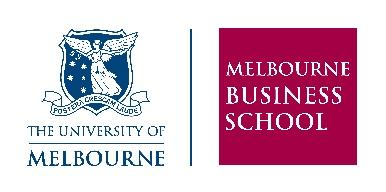 POSTERA CRESCAM LAUDE
THE UNIVERSITY OF
MELBOURNE
MELBOURNE
BUSINESS
SCHOOL